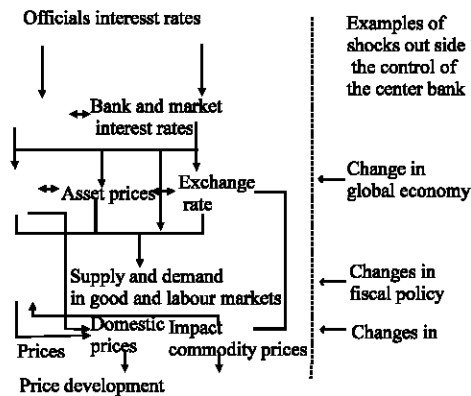 Officials interesst rates
Bank and market
interest rates
Asset prices
Exchange
rate
Supply and demand
in good and labour markets
Domestic
prices
Impact
commodity prices
Prices
Price development
Examples of
shocks out side
the control of
the center bank
Change in
global economy
Changes in
fiscal policy
Changes in